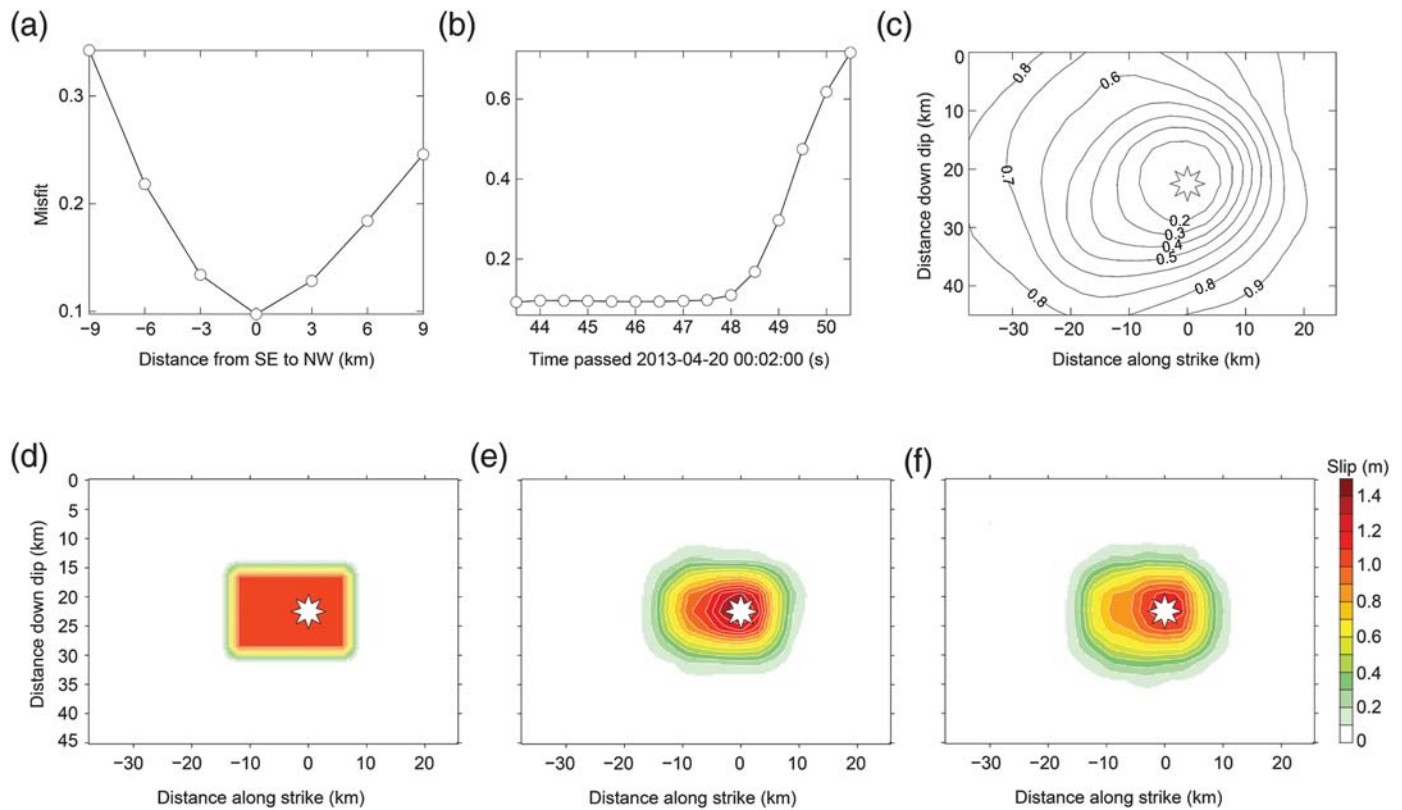 (a)
0.3
0.2
0.1
Misfit
−9 −6 −3 0 3 6 9
Distance from SE to NW (km)
(b)
0.6
0.4
0.2
44 45 46 47 48 49 50
Time passed 2013-04-20 00:02:00 (s)
(c)
0
10
20
30
40
Distance down dip (km)
0.8
0.6
0.7
0.2
0.3
0.4
0.5
0.8
0.8
0.9
−30 −20 −10 0 10 20
Distance along strike (km)
(d)
0
5
10
15
20
25
30
35
40
45
Distance down dip (km)
−30 −20 −10 0 10 20
Distance along strike (km)
(e)
−30 −20 −10 0 10 20
Distance along strike (km)
(f)
−30 −20 −10 0 10 20
Distance along strike (km)
Slip (m)
1.4
1.2
1.0
0.8
0.6
0.4
0.2
0